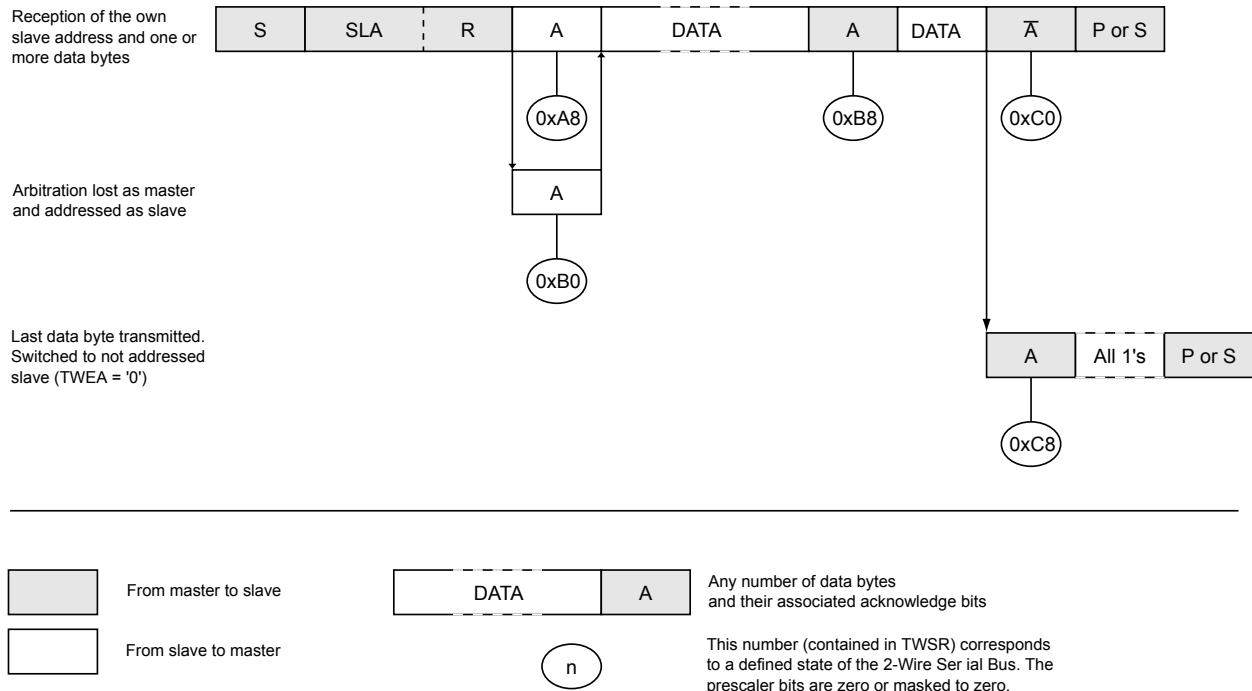 Reception of the own
slave address and one or
more data bytes
S SLA R A DATA A DATA A̅ P or S
0xA8 0xB8 0xC0
Arbitration lost as master
and addressed as slave
A
0xB0
Last data byte transmitted.
Switched to not addressed
slave (TWEA = '0')
A All 1's P or S
0xC8
From master to slave
DATA A
Any number of data bytes
and their associated acknowledge bits
From slave to master
n
This number (contained in TWSR) corresponds
to a defined state of the 2-Wire Ser ial Bus. The
prescaler bits are zero or masked to zero.